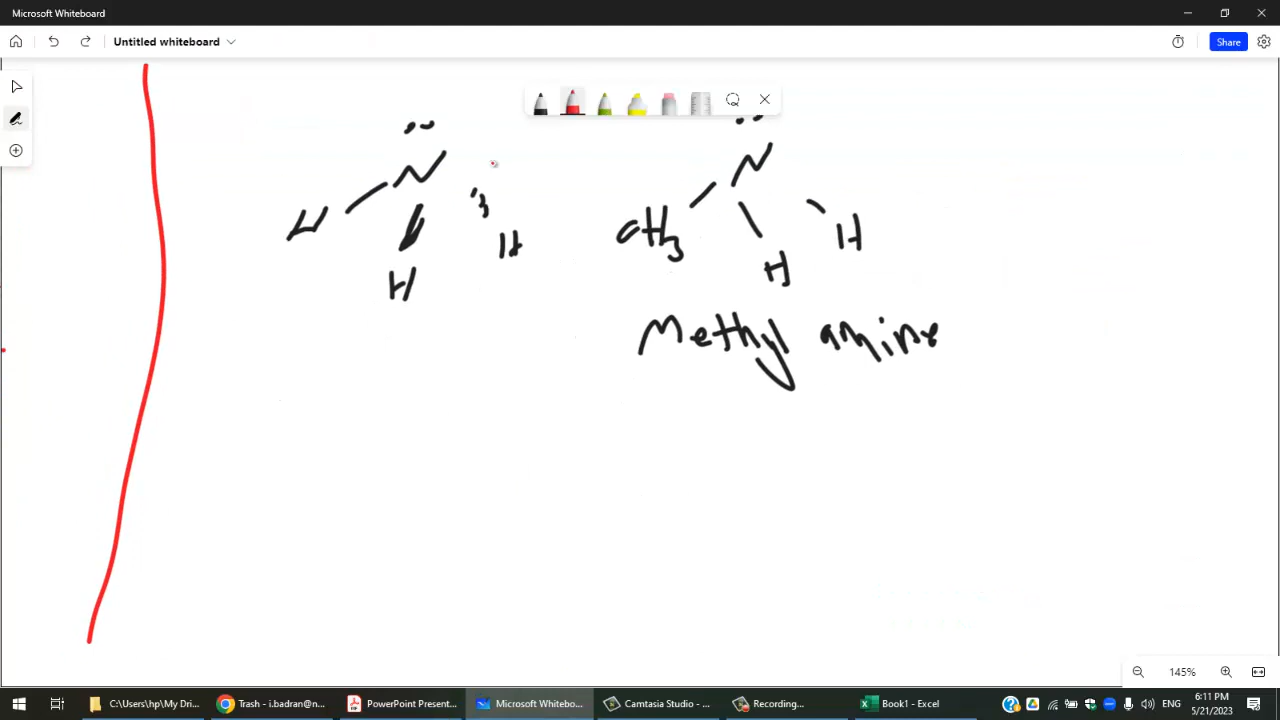 Microsoft Whiteboard
Untitled whiteboard
Share
N
N
H
H
H
CH3
H
H
Methyl amine
145%
C:\Users\hp\My Dri...
Trash - i.badran@n...
PowerPoint Present...
Microsoft Whitebo...
Camtasia Studio - ...
Recording...
Book1 - Excel
ENG
6:11 PM
5/21/2023